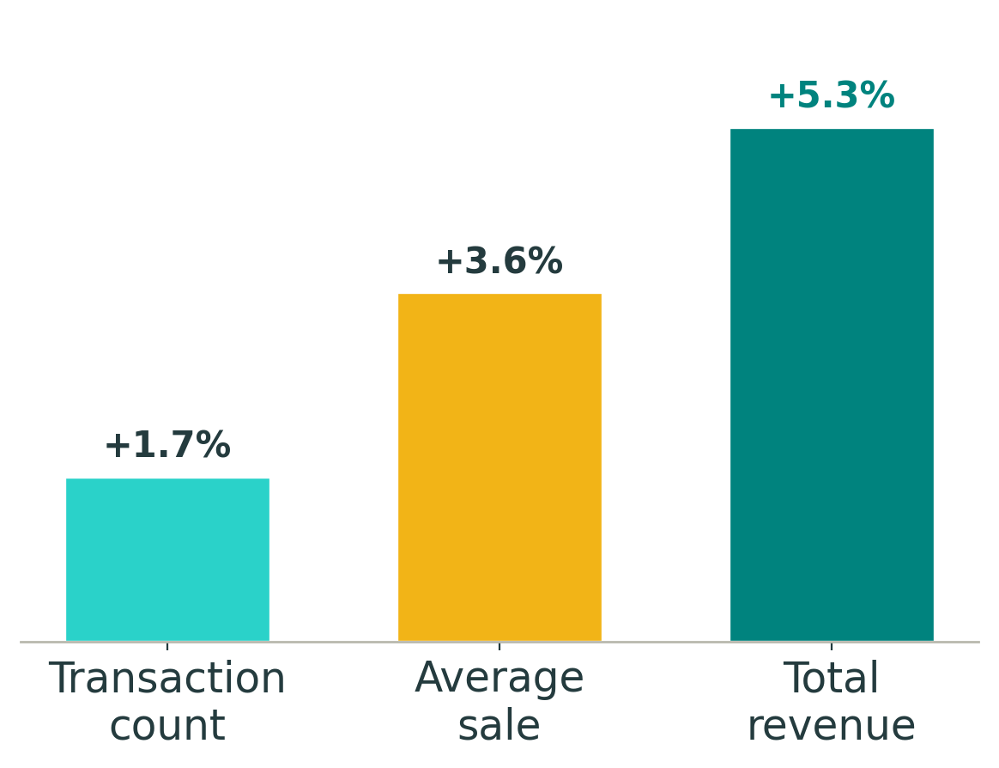 +5.3%
+3.6%
+1.7%
Transaction
count
Average
sale
Total
revenue